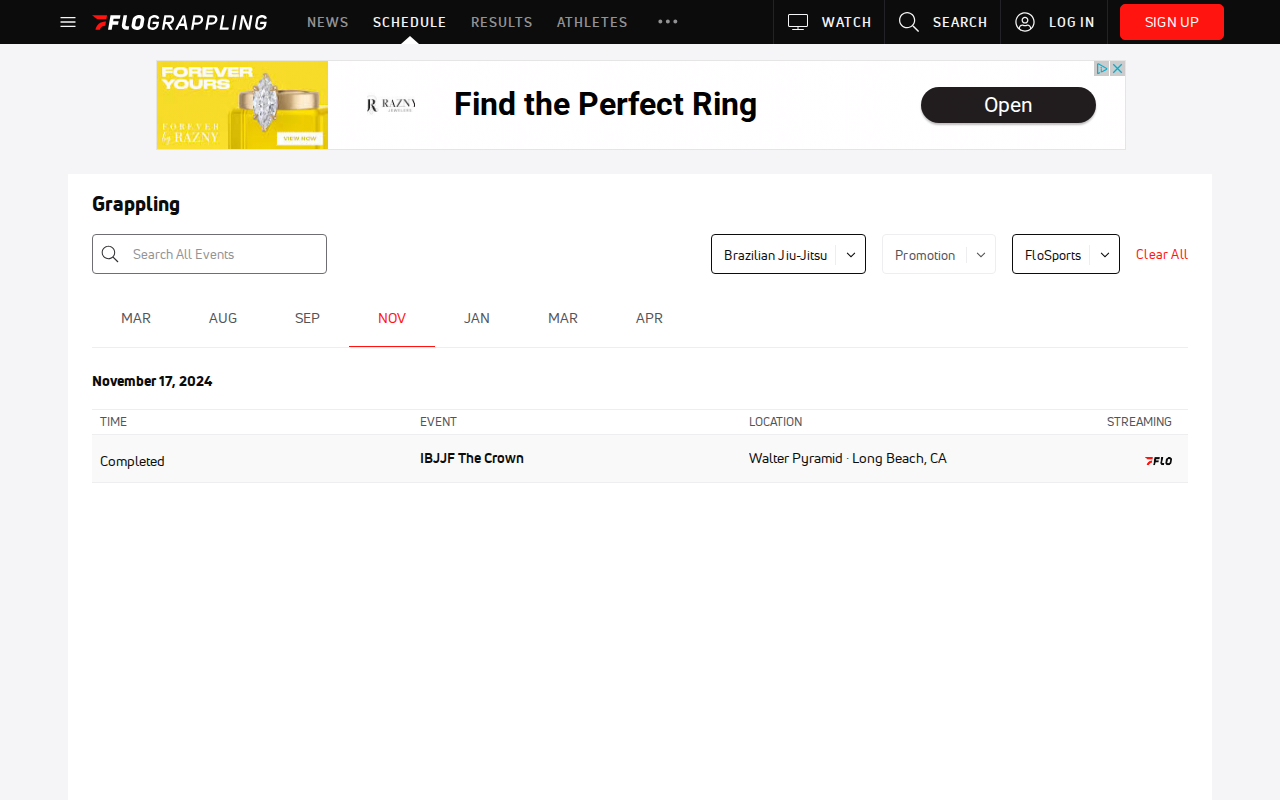 FLOGRAPPLING NEWS SCHEDULE RESULTS ATHLETES WATCH SEARCH LOG IN SIGN UP
FOREVER
YOURS
FOREVER
by RAZNY
VIEW NOW
R RAZNY
JEWELERS
Find the Perfect Ring
Open
Grappling
Search All Events
Brazilian Jiu-Jitsu
Promotion
FloSports
Clear All
MAR AUG SEP NOV JAN MAR APR
November 17, 2024
TIME EVENT LOCATION STREAMING
Completed IBJJF The Crown Walter Pyramid · Long Beach, CA FLO